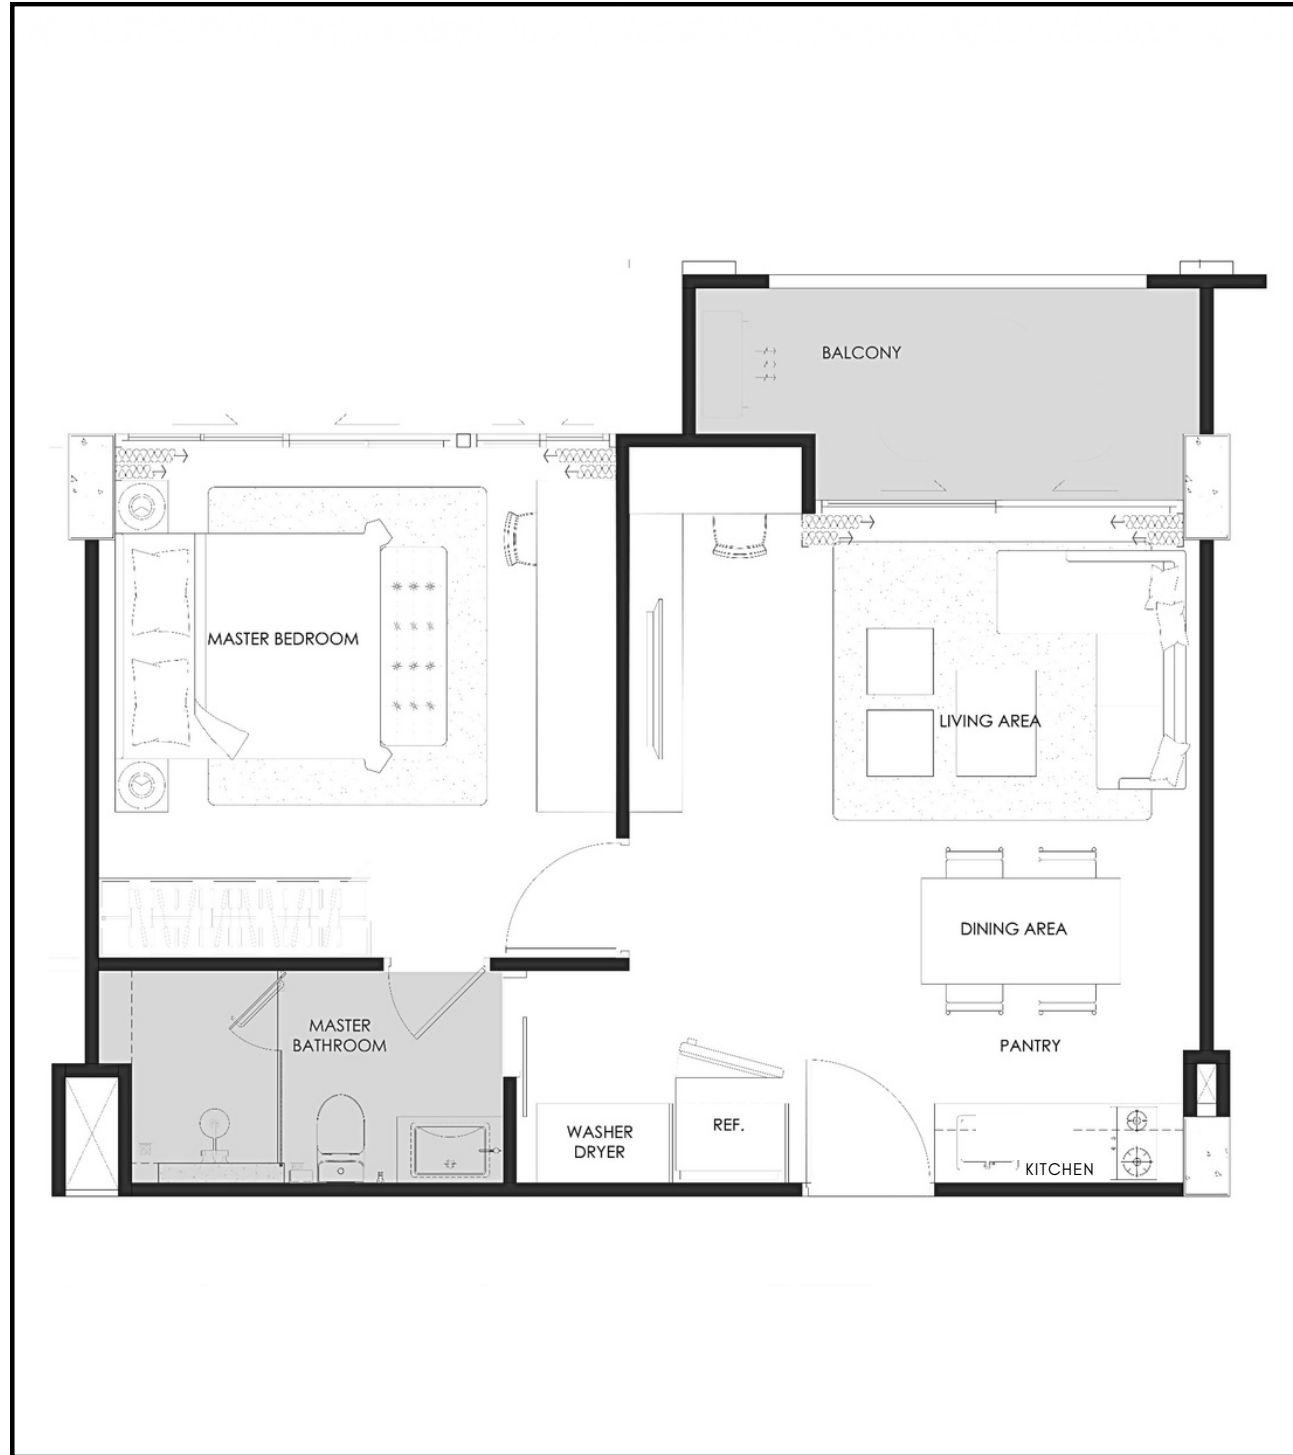 BALCONY
MASTER BEDROOM
LIVING AREA
DINING AREA
MASTER
BATHROOM
PANTRY
WASHER
DRYER
REF.
KITCHEN